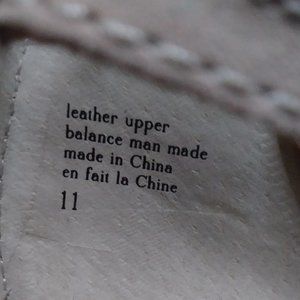 leather upper
balance man made
made in China
en fait la Chine
11